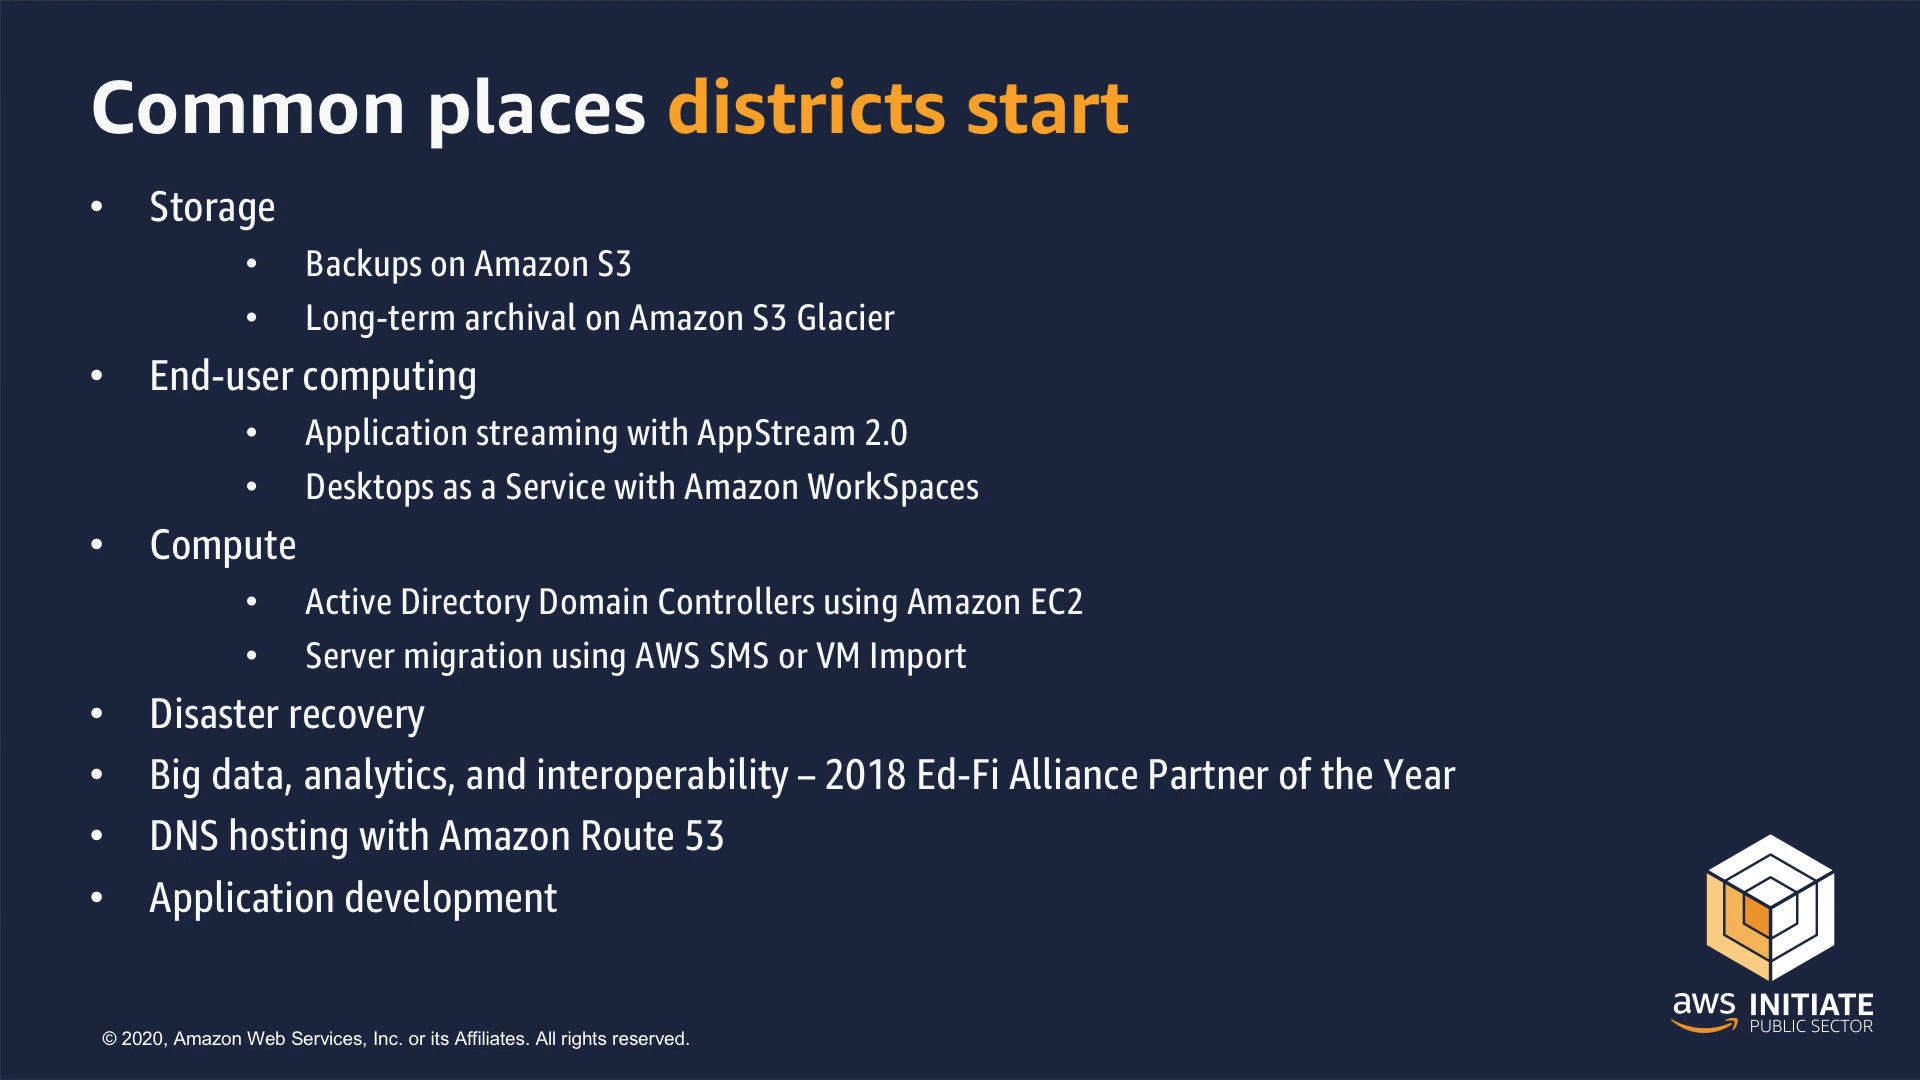 Common places districts start
• Storage
• Backups on Amazon S3
• Long-term archival on Amazon S3 Glacier
• End-user computing
• Application streaming with AppStream 2.0
• Desktops as a Service with Amazon WorkSpaces
• Compute
• Active Directory Domain Controllers using Amazon EC2
• Server migration using AWS SMS or VM Import
• Disaster recovery
• Big data, analytics, and interoperability – 2018 Ed-Fi Alliance Partner of the Year
• DNS hosting with Amazon Route 53
• Application development
aws INITIATE
PUBLIC SECTOR
© 2020, Amazon Web Services, Inc. or its Affiliates. All rights reserved.